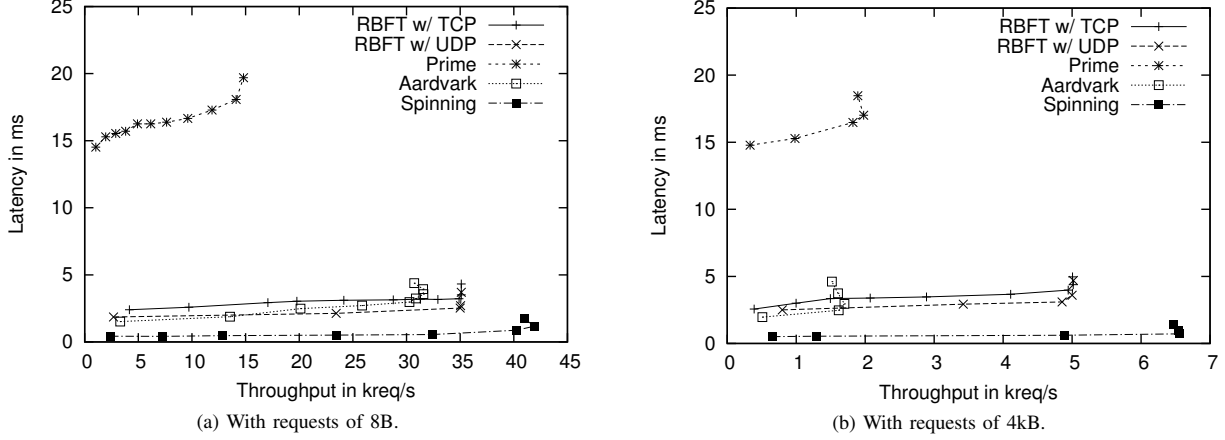 25
20
15
10
5
0
Latency in ms
RBFT w/ TCP
RBFT w/ UDP
Prime
Aardvark
Spinning
0 5 10 15 20 25 30 35 40 45
Throughput in kreq/s
(a) With requests of 8B.
25
20
15
10
5
0
Latency in ms
RBFT w/ TCP
RBFT w/ UDP
Prime
Aardvark
Spinning
0 1 2 3 4 5 6 7
Throughput in kreq/s
(b) With requests of 4kB.